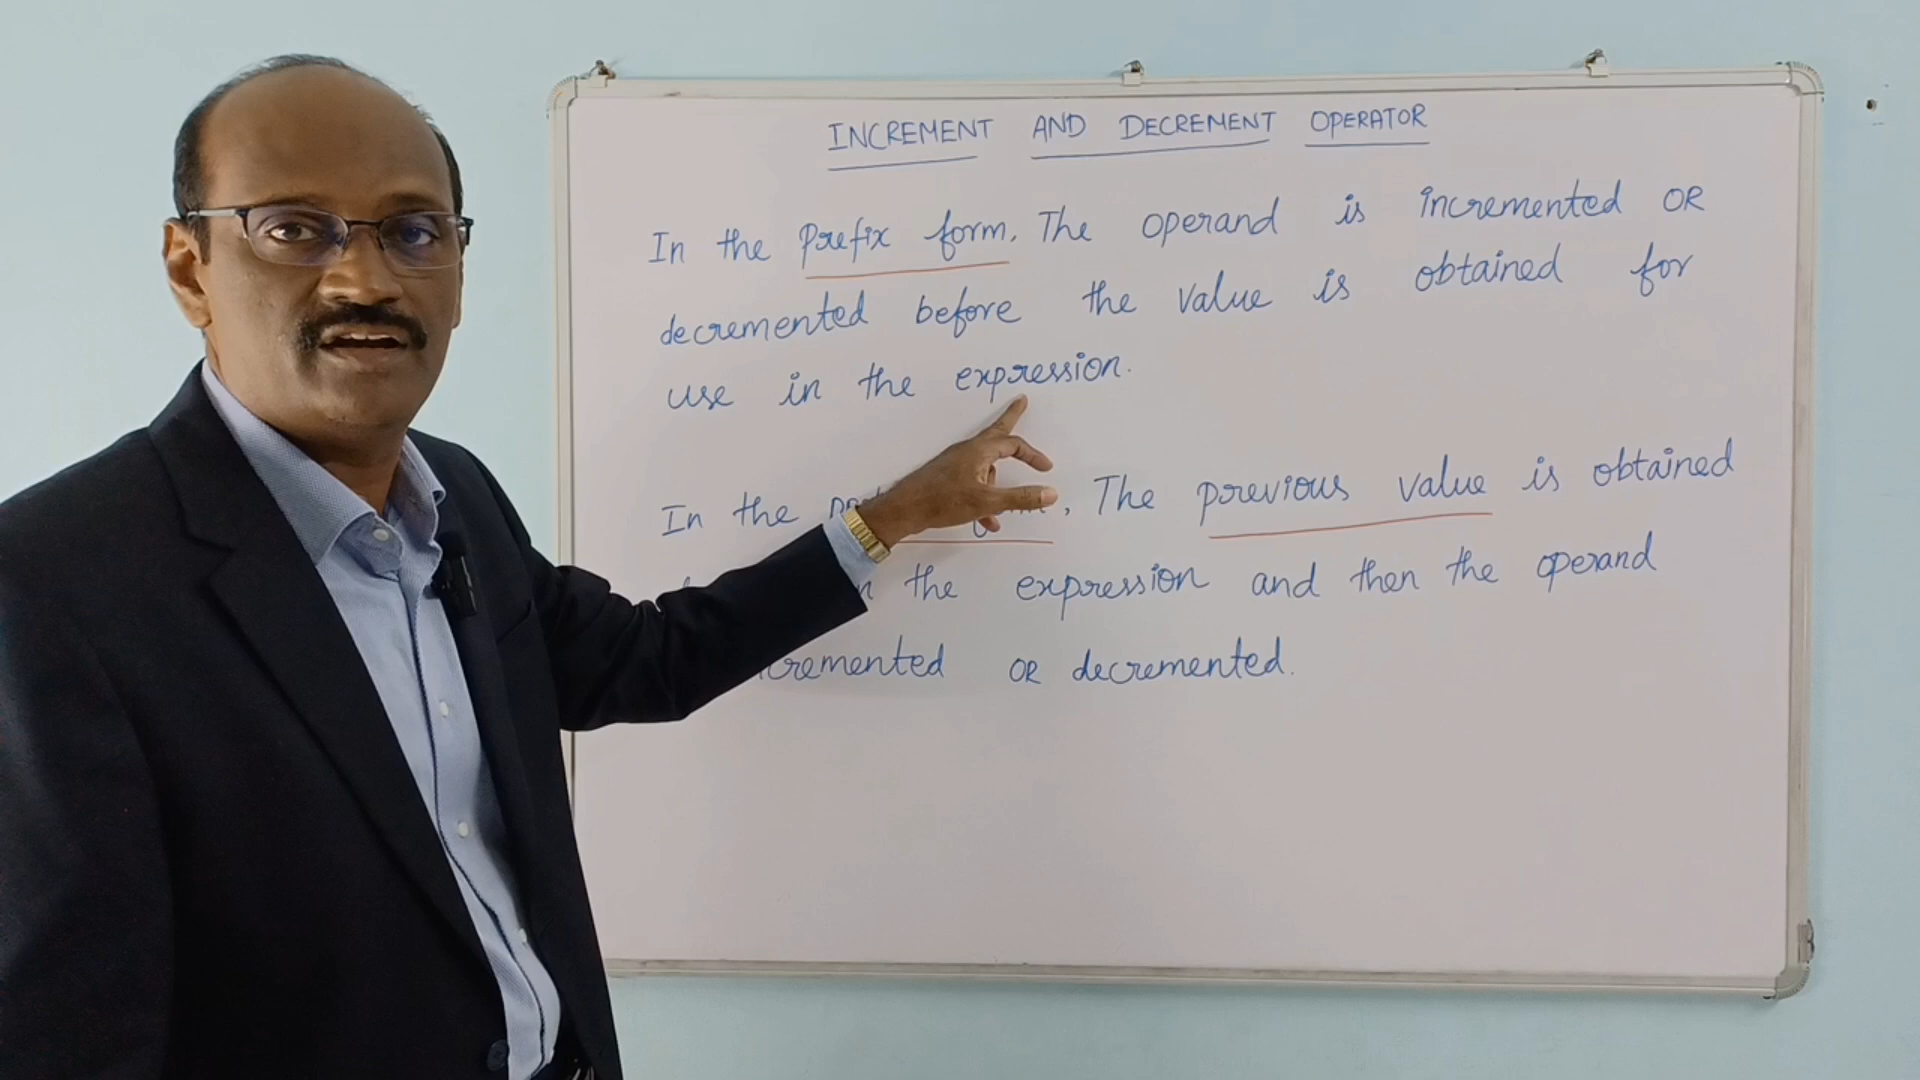 INCREMENT AND DECREMENT OPERATOR
In the Prefix form, The operand is incremented OR
decremented before the value is obtained for
use in the expression.
In the , The previous value is obtained
the expression and then the operand
OR decremented.